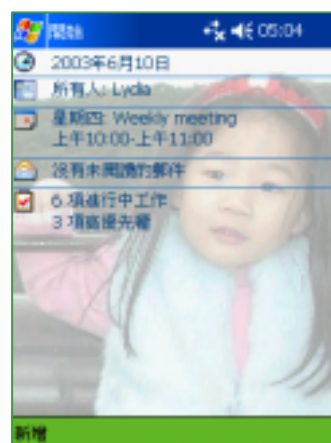 開始 05:04
2003年6月10日
所有人: Lydia
星期四: Weekly meeting
上午10:00-上午11:00
沒有未閱讀的郵件
6 項進行中工作
3 項高優先權
新增